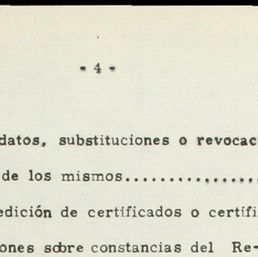 - 4 -
datos, substituciones o revocac
de los mismos..................
edición de certificados o certifi
ones sobre constancias del Re-